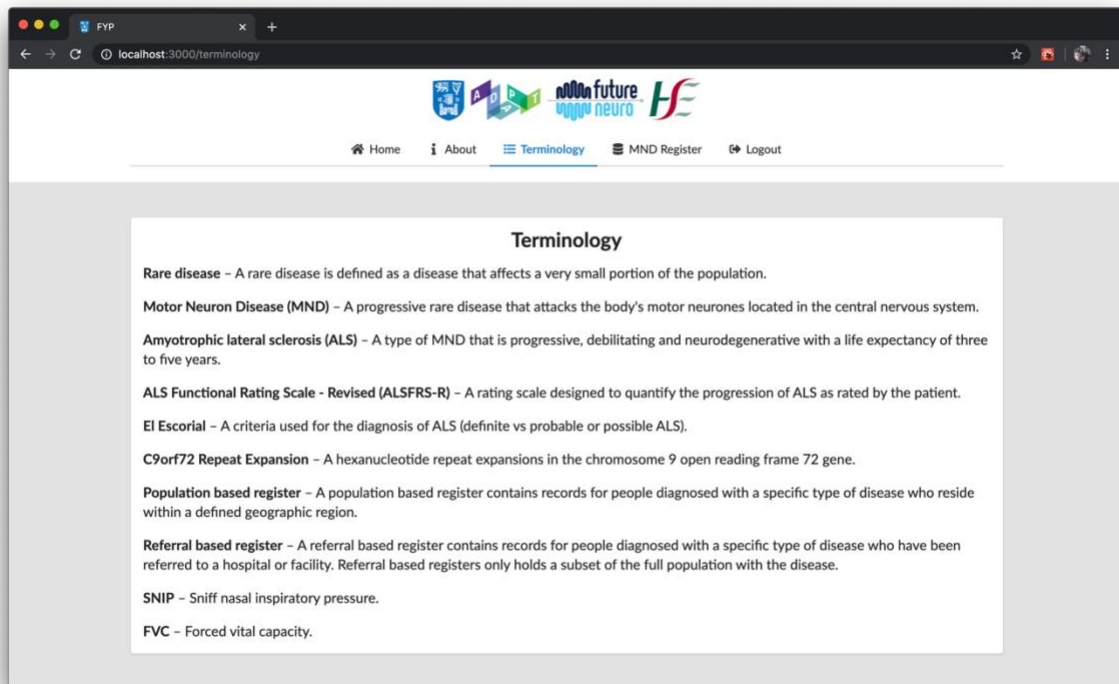 FYP
localhost:3000/terminology
ADAPT future
neuro HE
Home About Terminology MND Register Logout
Terminology
Rare disease – A rare disease is defined as a disease that affects a very small portion of the population.
Motor Neuron Disease (MND) – A progressive rare disease that attacks the body's motor neurones located in the central nervous system.
Amyotrophic lateral sclerosis (ALS) – A type of MND that is progressive, debilitating and neurodegenerative with a life expectancy of three
to five years.
ALS Functional Rating Scale - Revised (ALSFRS-R) – A rating scale designed to quantify the progression of ALS as rated by the patient.
El Escorial – A criteria used for the diagnosis of ALS (definite vs probable or possible ALS).
C9orf72 Repeat Expansion – A hexanucleotide repeat expansions in the chromosome 9 open reading frame 72 gene.
Population based register – A population based register contains records for people diagnosed with a specific type of disease who reside
within a defined geographic region.
Referral based register – A referral based register contains records for people diagnosed with a specific type of disease who have been
referred to a hospital or facility. Referral based registers only holds a subset of the full population with the disease.
SNIP – Sniff nasal inspiratory pressure.
FVC – Forced vital capacity.